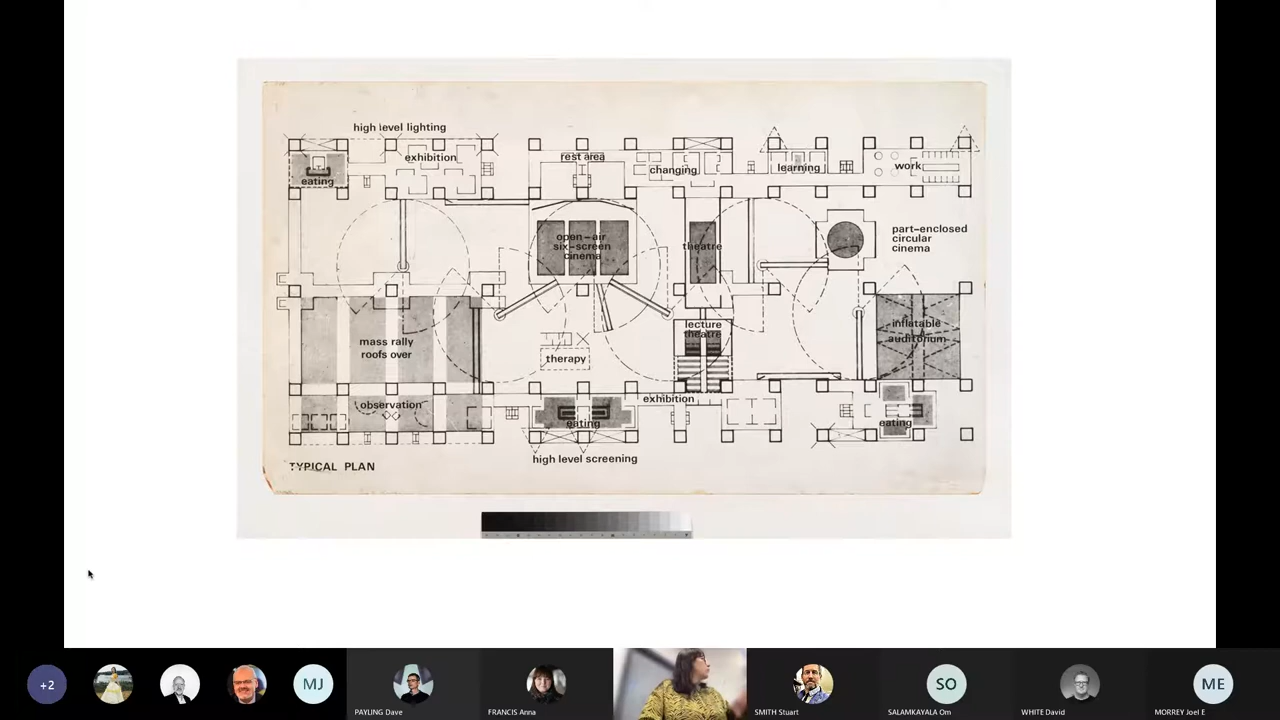 high level lighting
eating
exhibition
rest area
changing
learning
work
open-air
six-screen
cinema
theatre
part-enclosed
circular
cinema
mass rally
roofs over
therapy
lecture
theatre
inflatable
auditorium
observation
eating
exhibition
eating
high level screening
TYPICAL PLAN
+2
MJ
PAYLING Dave
FRANCIS Anna
SMITH Stuart
SO
SALAMKAYALA Om
WHITE David
ME
MORREY Joel E